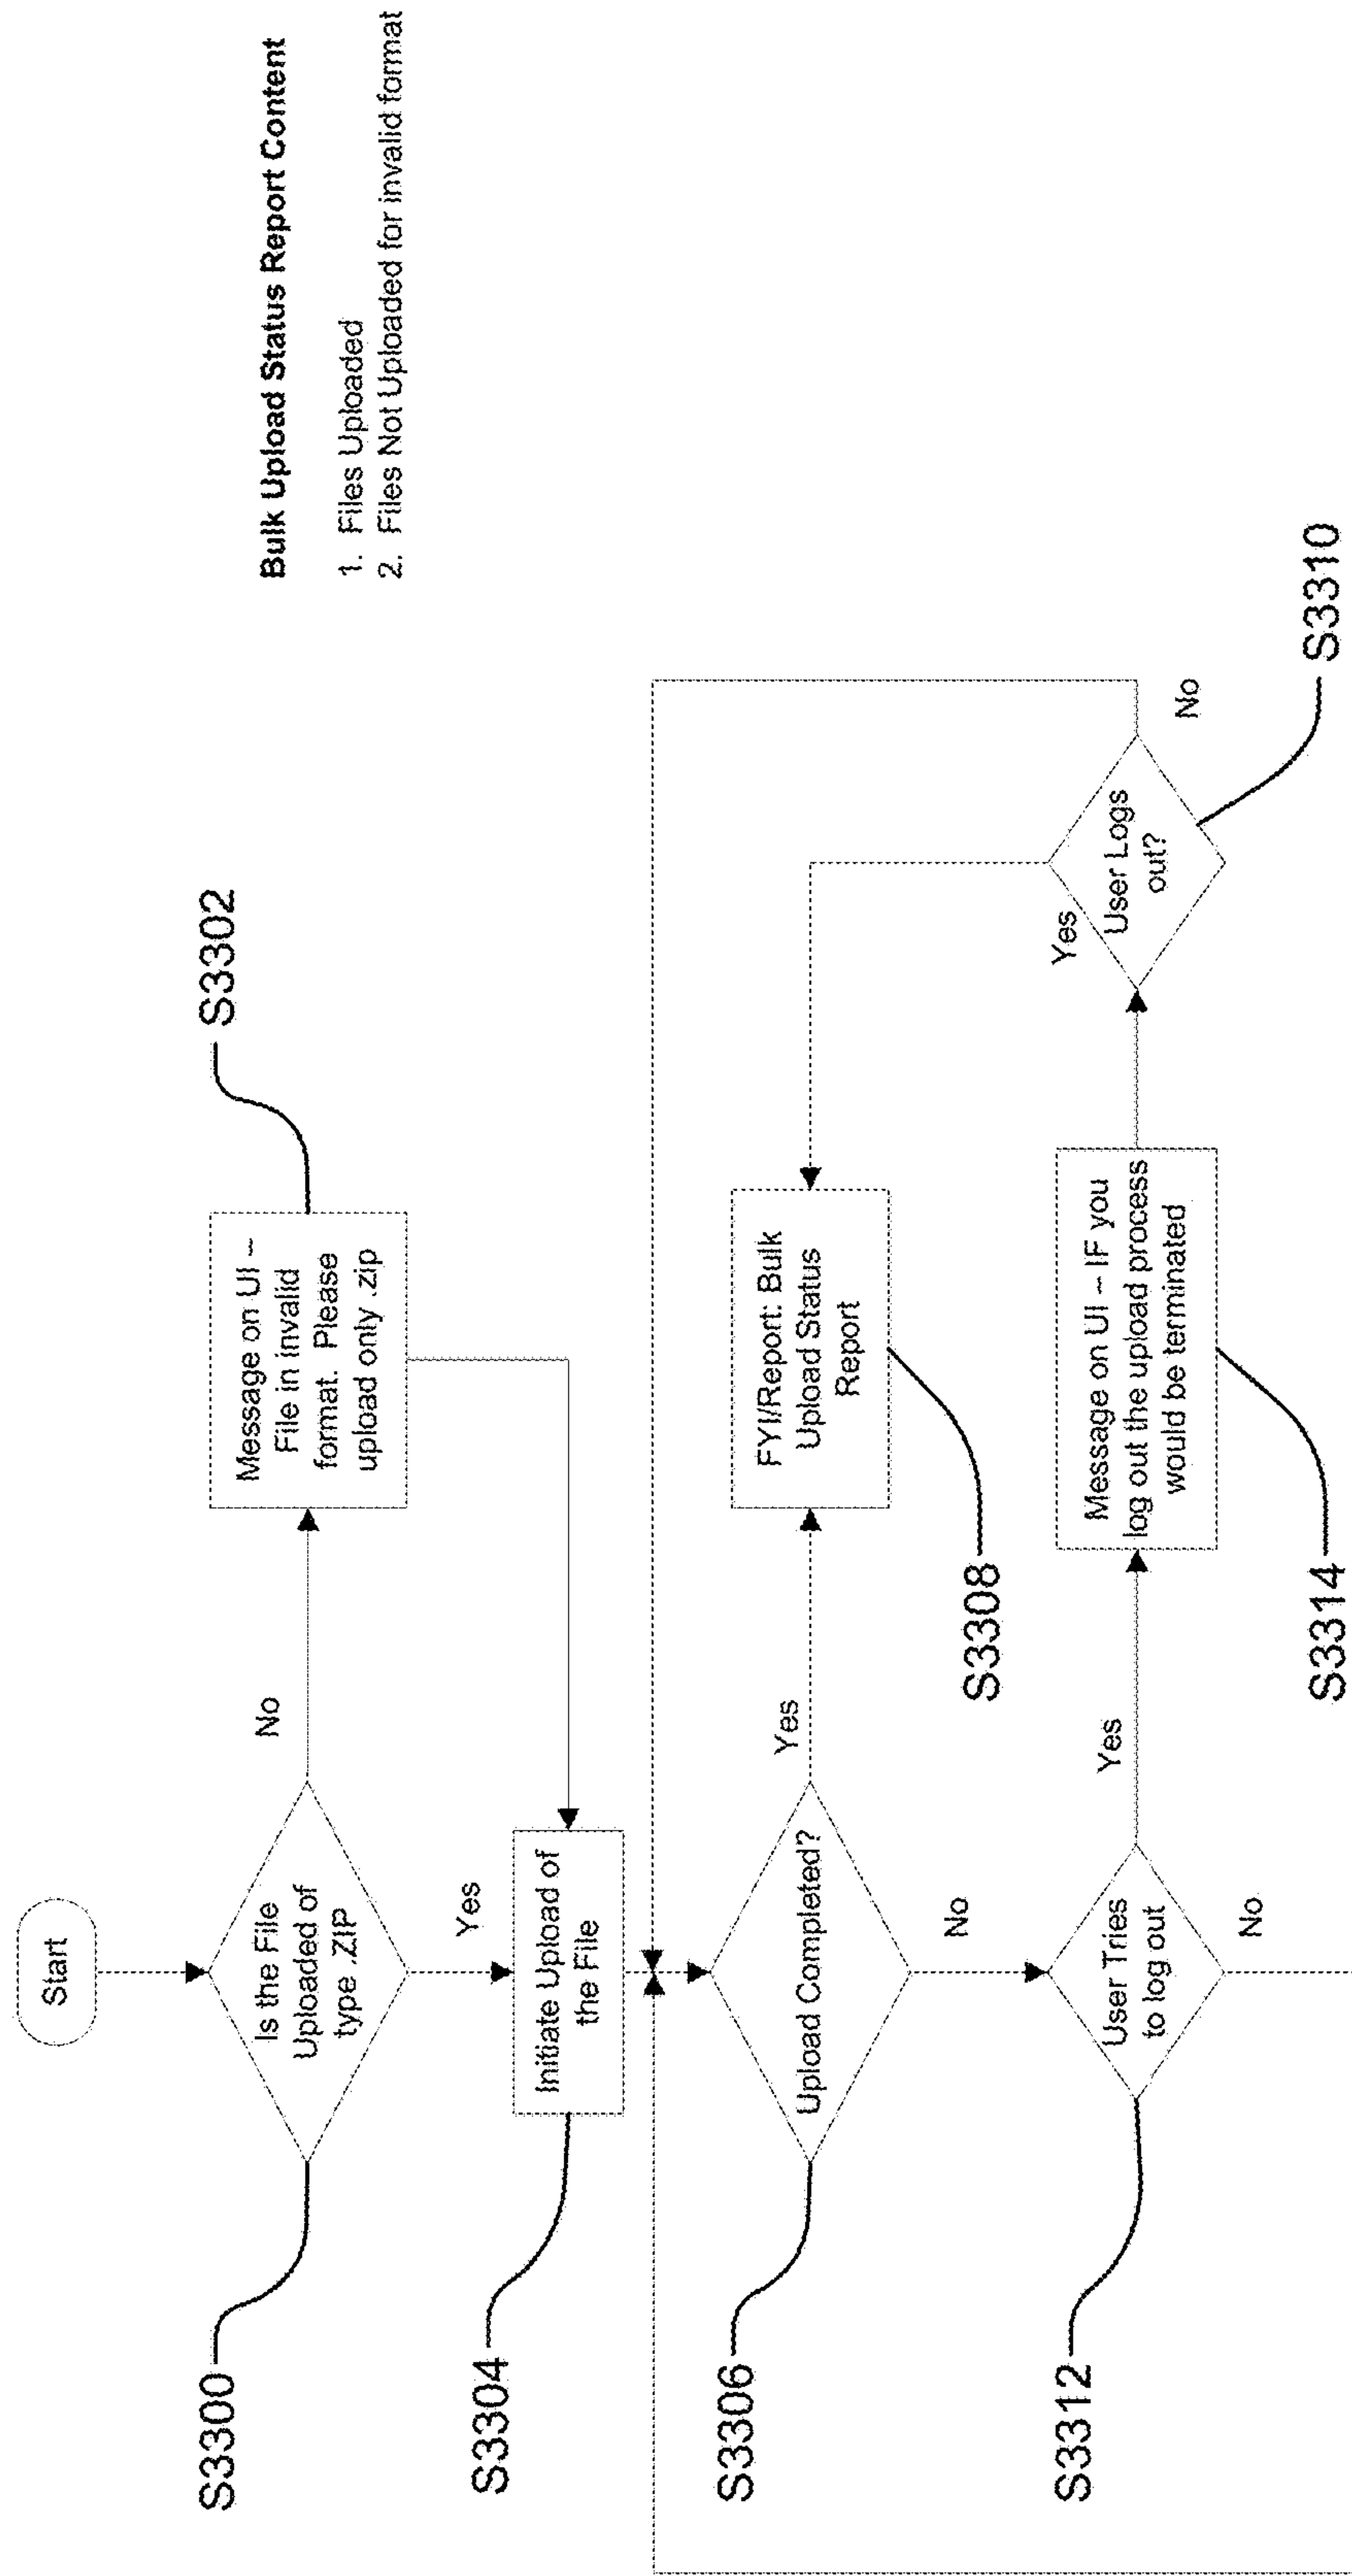 Start
Bulk Upload Status Report Content
1. Files Uploaded
2. Files Not Uploaded for invalid format
S3300
Is the File
Uploaded of
type .ZIP
No
Message on UI –
File in invalid
format. Please
upload only .zip
S3302
Yes
S3304
Initiate Upload of
the File
S3306
Upload Completed?
Yes
FYI/Report: Bulk
Upload Status
Report
S3308
No
S3312
User Tries
to log out
Yes
Message on UI – IF you
log out the upload process
would be terminated
S3314
Yes
User Logs
out?
No
S3310
No